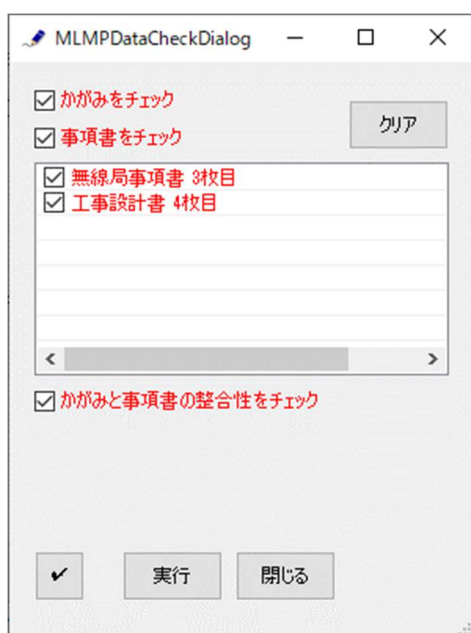 MLMPDataCheckDialog
かがみをチェック
クリア
事項書をチェック
無線局事項書 3枚目
工事設計書 4枚目
かがみと事項書の整合性をチェック
実行
閉じる